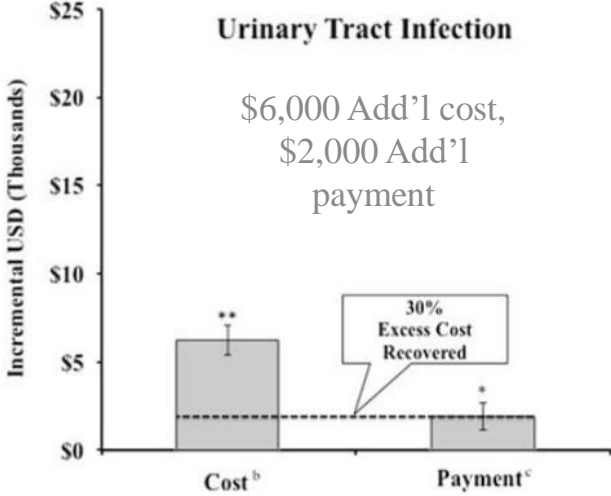 $25
Urinary Tract Infection
$20
$6,000 Add’l cost,
$2,000 Add’l
payment
$15
$10
$5
$0
Incremental USD (Thousands)
**
30%
Excess Cost
Recovered
*
Cost b
Payment c